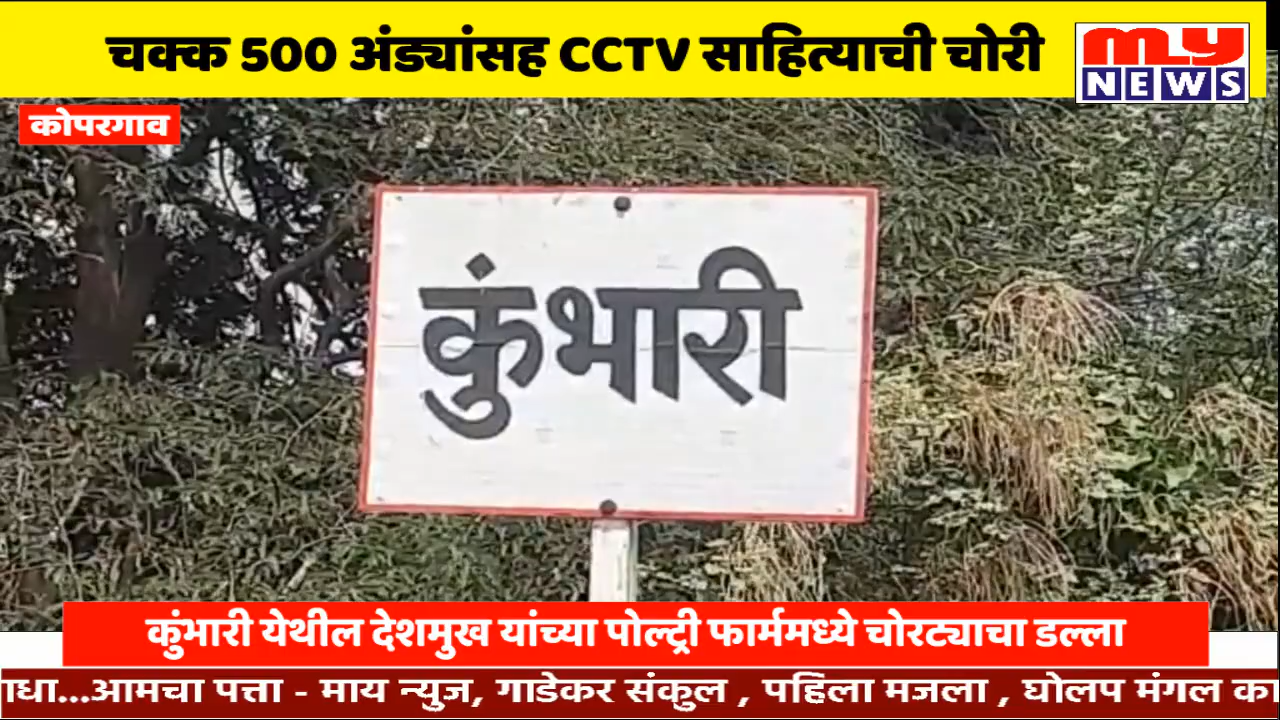 चक्क 500 अंड्यांसह CCTV साहित्याची चोरी
my
NEWS
कोपरगाव
कुंभारी
कुंभारी येथील देशमुख यांच्या पोल्ट्री फार्ममध्ये चोरट्याचा डल्ला
ाधा...आमचा पत्ता - माय न्युज, गाडेकर संकुल , पहिला मजला , घोलप मंगल का